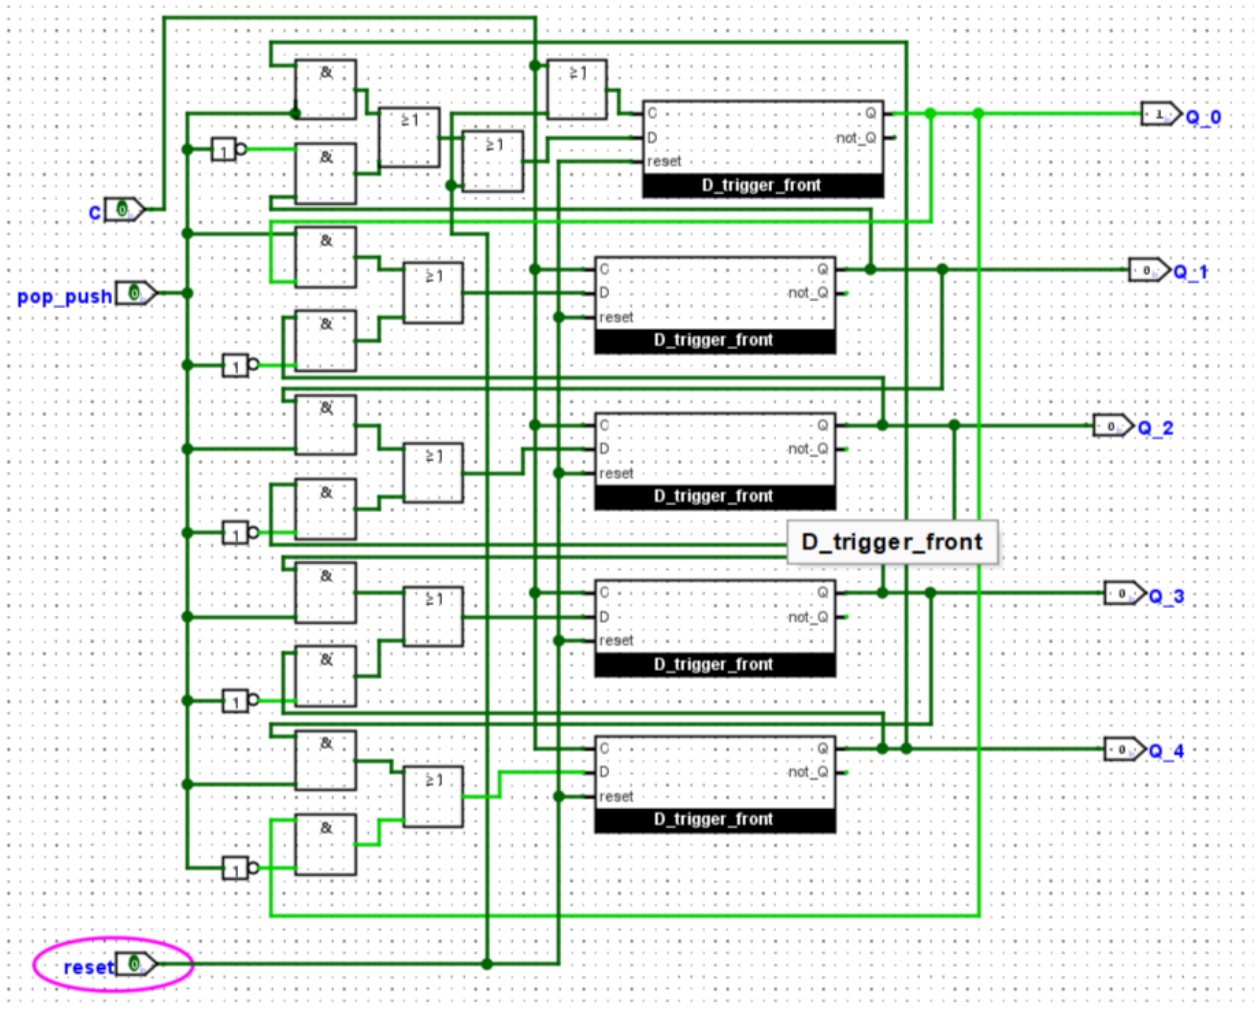 &
≥1
≥1
≥1
C
Q
Q_0
1
D
not_Q
1
&
reset
D_trigger_front
C
0
&
≥1
C
Q
0
Q_1
pop_push
0
D
not_Q
&
reset
1
D_trigger_front
&
≥1
C
Q
0
Q_2
D
not_Q
&
reset
1
D_trigger_front
D_trigger_front
&
≥1
C
Q
0
Q_3
D
not_Q
&
reset
1
D_trigger_front
&
≥1
C
Q
0
Q_4
D
not_Q
reset
&
D_trigger_front
1
reset
0